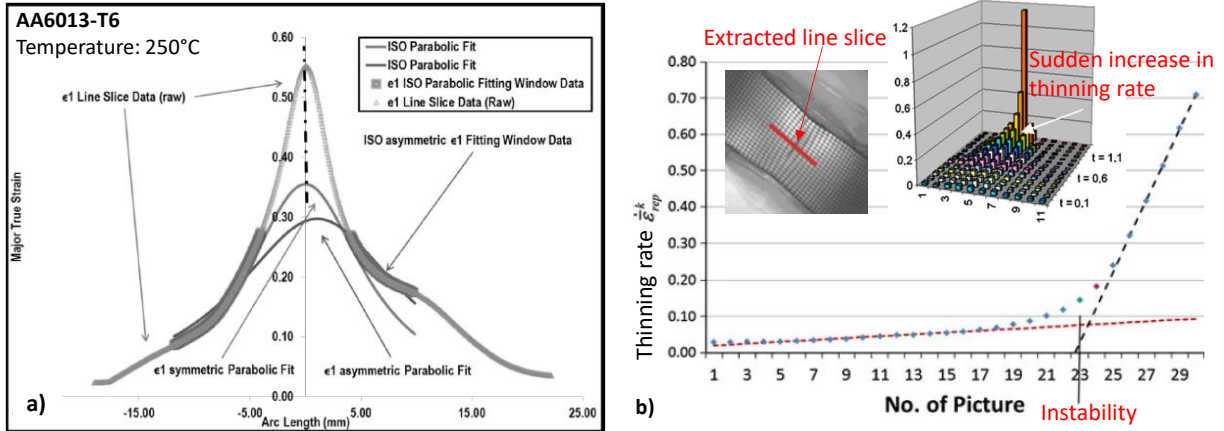 AA6013-T6
Temperature: 250°C
0.60
0.50
0.40
0.30
0.20
0.10
0.00
Major True Strain
ISO Parabolic Fit
ISO Parabolic Fit
ϵ1 ISO Parabolic Fitting Window Data
ϵ1 Line Slice Data (Raw)
ϵ1 Line Slice Data (raw)
ISO asymmetric ϵ1 Fitting Window Data
ϵ1 symmetric Parabolic Fit
ϵ1 asymmetric Parabolic Fit
-15.00
-5.00
5.00
15.00
25.00
Arc Length (mm)
a)
Extracted line slice
1,2
1
0,8
0,6
0,4
0,2
0
1
3
5
7
9
11
t = 1.1
t = 0,6
t = 0.1
Sudden increase in
thinning rate
0.80
0.70
0.60
0.50
0.40
0.30
0.20
0.10
0.00
Thinning rate ε̄̇ᵏrep
1 3 5 7 9 11 13 15 17 19 21 23 25 27 29
No. of Picture
Instability
b)